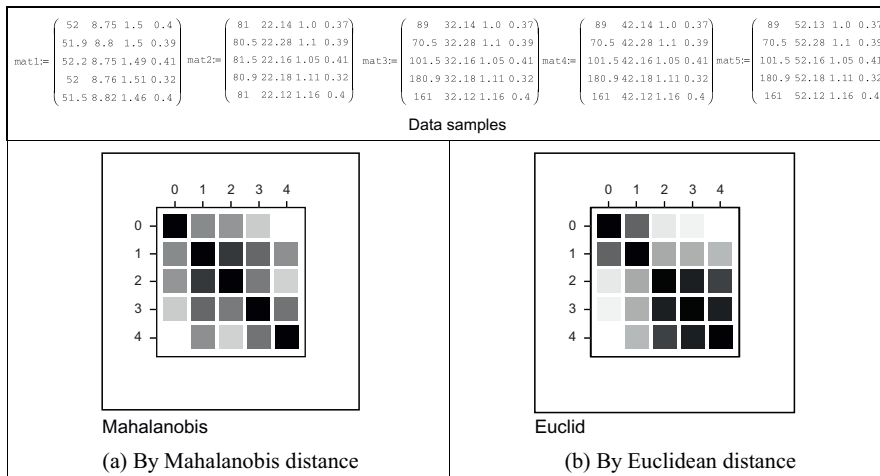 mat1:= ( 52 8.75 1.5 0.4
51.9 8.8 1.5 0.39
52.2 8.75 1.49 0.41
52 8.76 1.51 0.32
51.5 8.82 1.46 0.4 )
mat2:= ( 81 22.14 1.0 0.37
80.5 22.28 1.1 0.39
81.5 22.16 1.05 0.41
80.9 22.18 1.11 0.32
81 22.12 1.16 0.4 )
mat3:= ( 89 32.14 1.0 0.37
70.5 32.28 1.1 0.39
101.5 32.16 1.05 0.41
180.9 32.18 1.11 0.32
161 32.12 1.16 0.4 )
mat4:= ( 89 42.14 1.0 0.37
70.5 42.28 1.1 0.39
101.5 42.16 1.05 0.41
180.9 42.18 1.11 0.32
161 42.12 1.16 0.4 )
mat5:= ( 89 52.13 1.0 0.37
70.5 52.28 1.1 0.39
101.5 52.16 1.05 0.41
180.9 52.18 1.11 0.32
161 52.12 1.16 0.4
Data samples
0 1 2 3 4
0
1
2
3
4
Mahalanobis
(a) By Mahalanobis distance
0 1 2 3 4
0
1
2
3
4
Euclid
(b) By Euclidean distance